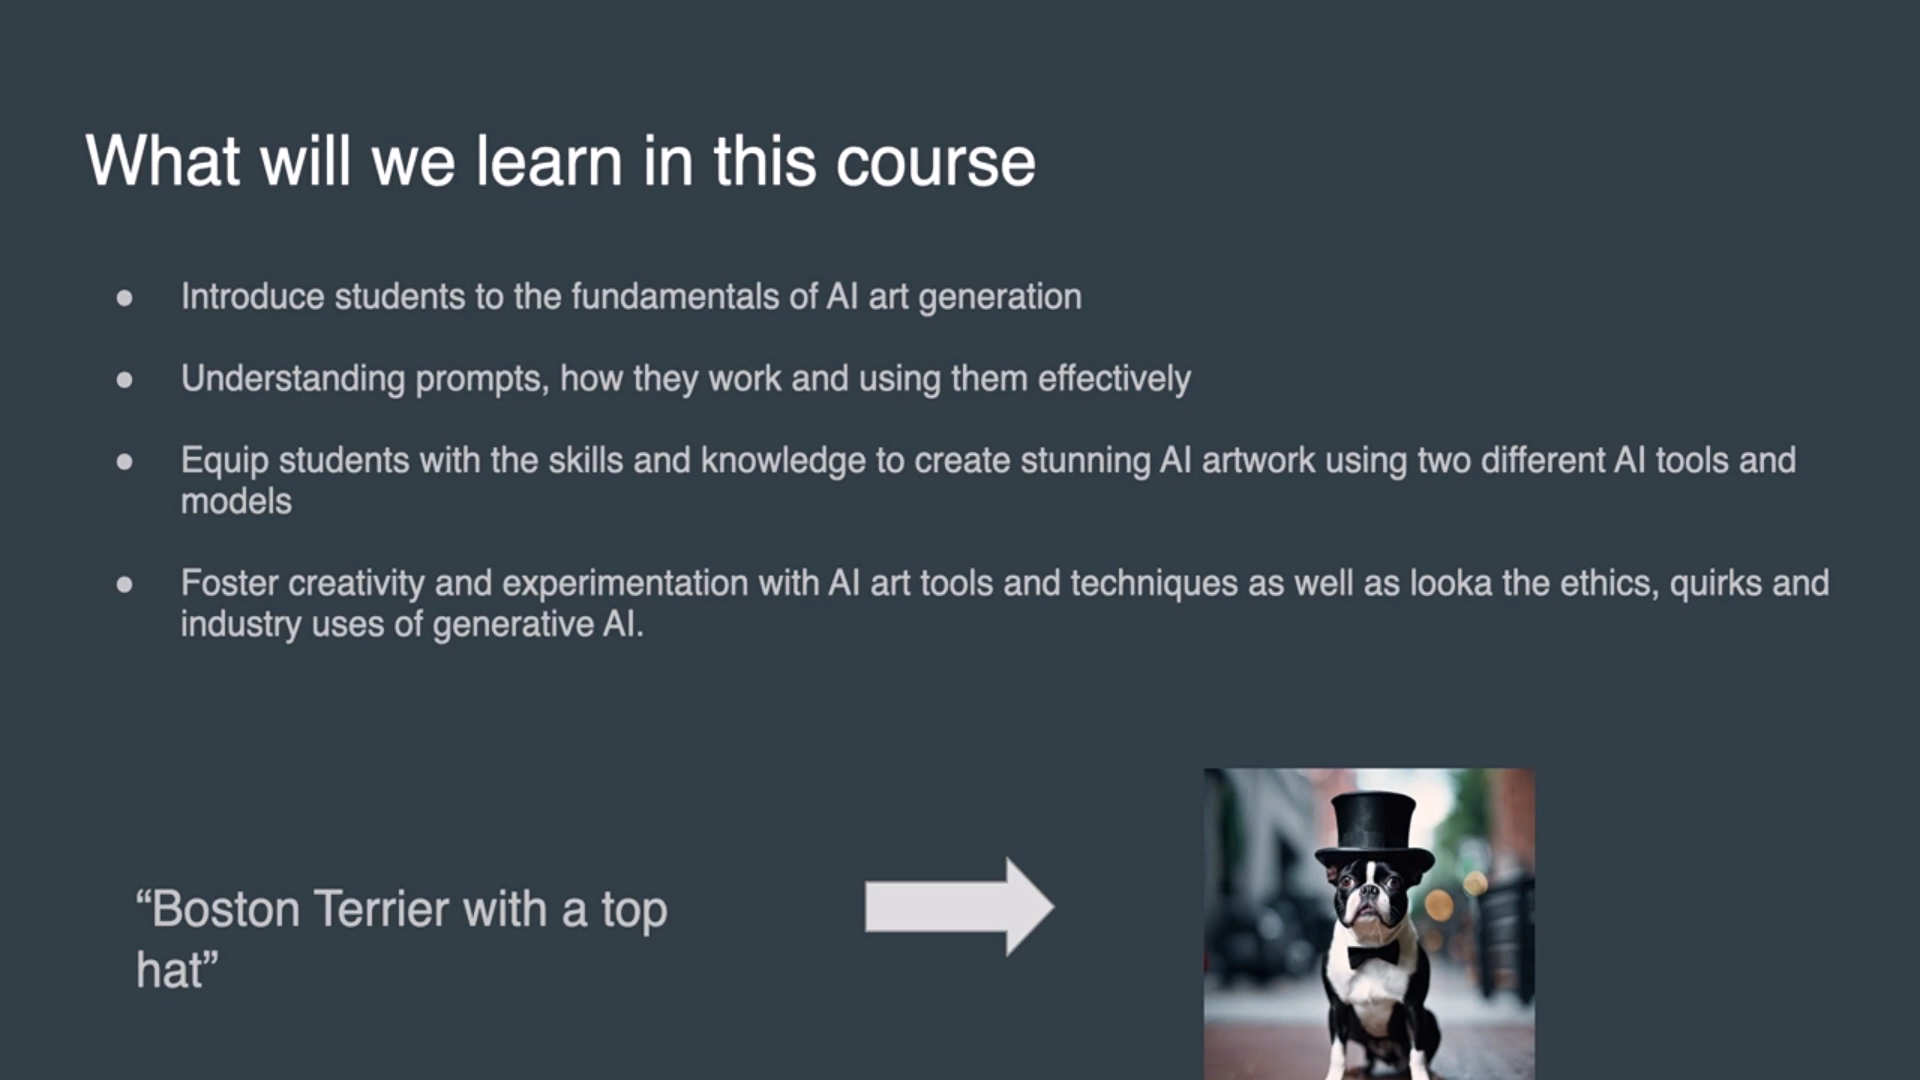 What will we learn in this course
● Introduce students to the fundamentals of AI art generation
● Understanding prompts, how they work and using them effectively
● Equip students with the skills and knowledge to create stunning AI artwork using two different AI tools and
models
● Foster creativity and experimentation with AI art tools and techniques as well as looka the ethics, quirks and
industry uses of generative AI.
“Boston Terrier with a top
hat”